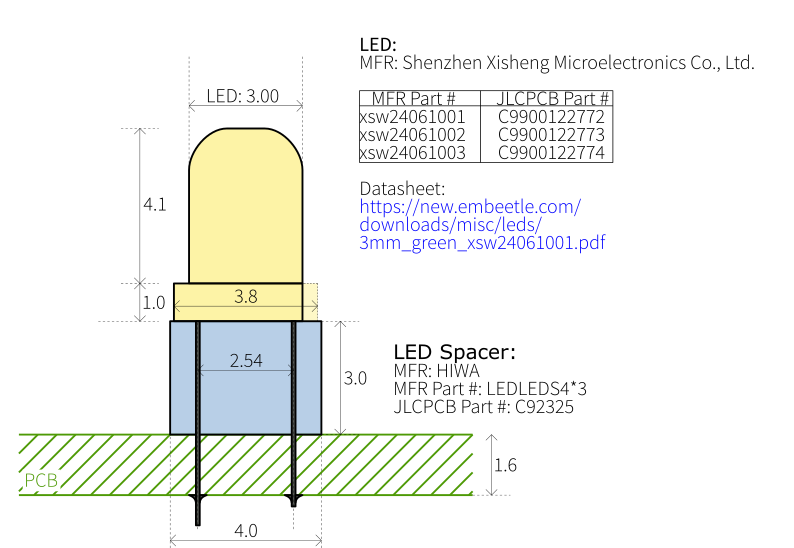 LED:
MFR: Shenzhen Xisheng Microelectronics Co., Ltd.
LED: 3.00
MFR Part # JLCPCB Part #
xsw24061001 C9900122772
xsw24061002 C9900122773
xsw24061003 C9900122774
4.1
Datasheet:
https://new.embeetle.com/
downloads/misc/leds/
3mm_green_xsw24061001.pdf
1.0
3.8
2.54
3.0
LED Spacer:
MFR: HIWA
MFR Part #: LEDLEDS4*3
JLCPCB Part #: C92325
PCB
1.6
4.0